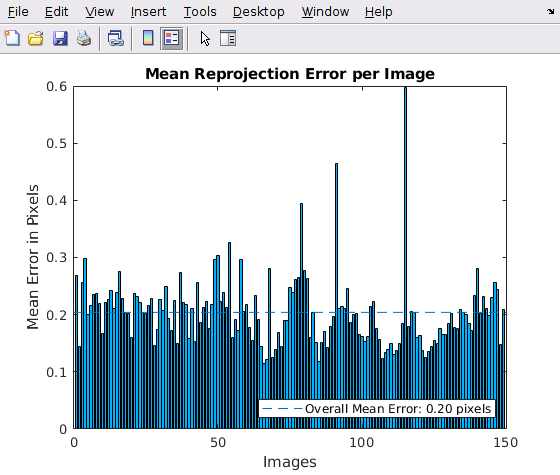 File Edit View Insert Tools Desktop Window Help
Mean Reprojection Error per Image
0.6
0.5
0.4
0.3
0.2
0.1
0
Mean Error in Pixels
Overall Mean Error: 0.20 pixels
0 50 100 150
Images